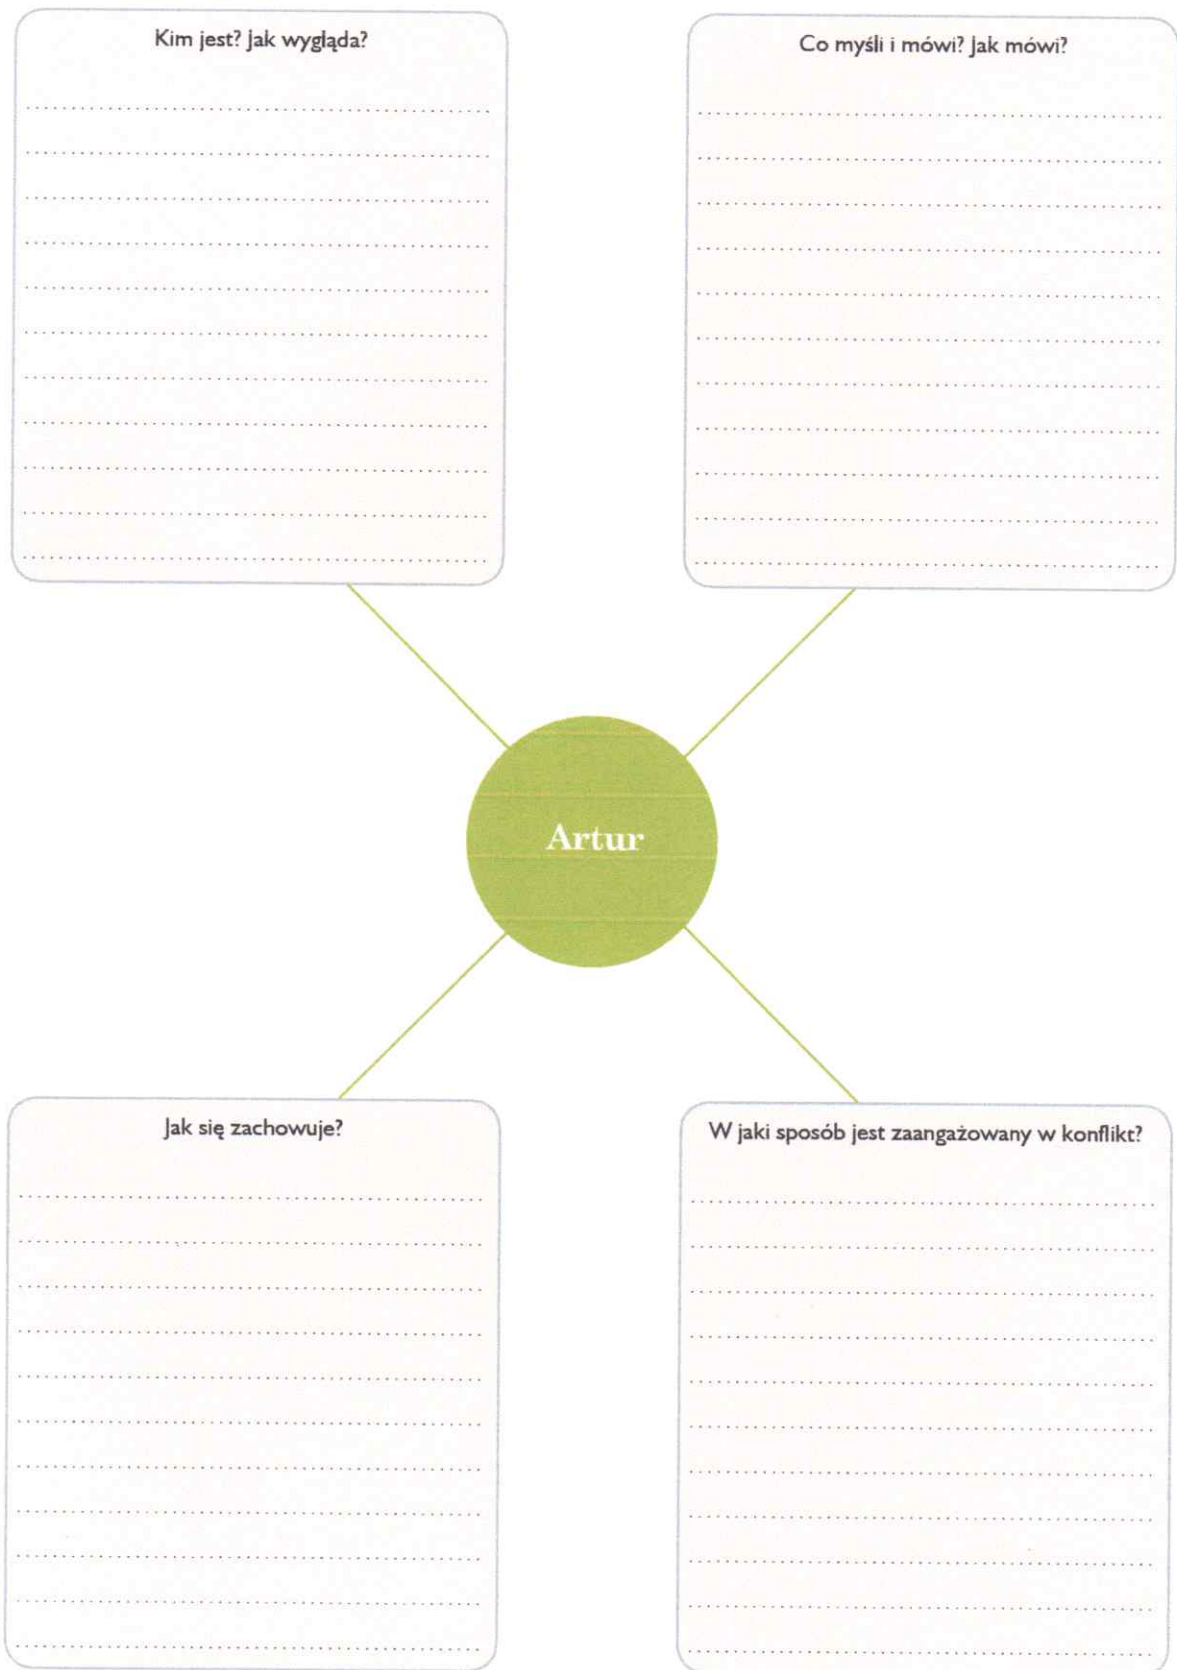 Kim jest? Jak wygląda?
Co myśli i mówi? Jak mówi?
Artur
Jak się zachowuje?
W jaki sposób jest zaangażowany w konflikt?